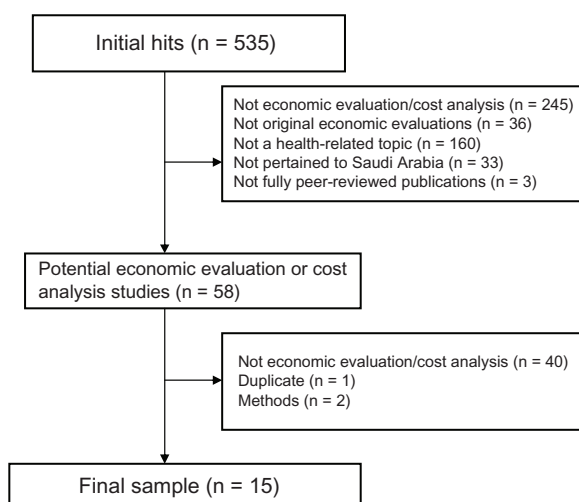 Initial hits (n = 535)
Not economic evaluation/cost analysis (n = 245)
Not original economic evaluations (n = 36)
Not a health-related topic (n = 160)
Not pertained to Saudi Arabia (n = 33)
Not fully peer-reviewed publications (n = 3)
Potential economic evaluation or cost
analysis studies (n = 58)
Not economic evaluation/cost analysis (n = 40)
Duplicate (n = 1)
Methods (n = 2)
Final sample (n = 15)